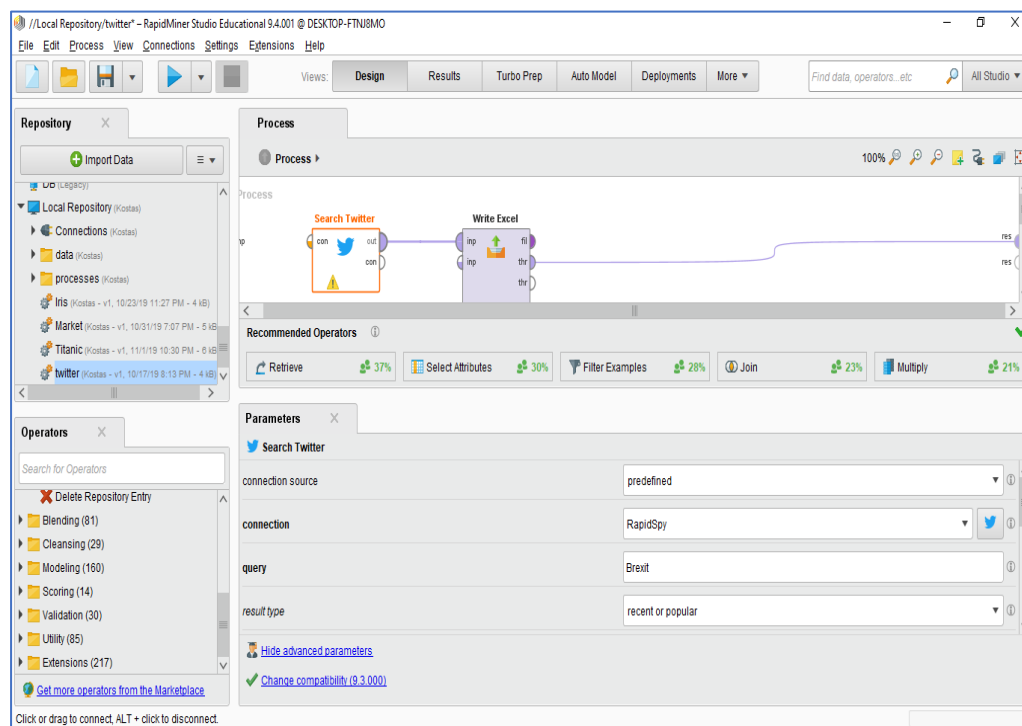 //Local Repository/twitter* – RapidMiner Studio Educational 9.4.001 @ DESKTOP-FTNJ8MO
File Edit Process View Connections Settings Extensions Help
Views: Design Results Turbo Prep Auto Model Deployments More Find data, operators...etc All Studio
Repository
Import Data
DB (Legacy)
Local Repository (Kostas)
Connections (Kostas)
data (Kostas)
processes (Kostas)
Iris (Kostas - v1, 10/23/19 11:27 PM - 4 kB)
Market (Kostas - v1, 10/31/19 7:07 PM - 5 kB
Titanic (Kostas - v1, 11/1/19 10:30 PM - 6 kB
twitter (Kostas - v1, 10/17/19 8:13 PM - 4 kB)
Operators
Search for Operators
Delete Repository Entry
Blending (81)
Cleansing (29)
Modeling (160)
Scoring (14)
Validation (30)
Utility (85)
Extensions (217)
Get more operators from the Marketplace
Process
Process
100%
Process
Search Twitter
con out
con
Write Excel
inp fil
inp thr
thr
res
res
Recommended Operators
Retrieve 37% Select Attributes 30% Filter Examples 28% Join 23% Multiply 21%
Parameters
Search Twitter
connection source predefined
connection RapidSpy
query Brexit
result type recent or popular
Hide advanced parameters
Change compatibility (9.3.000)
Click or drag to connect, ALT + click to disconnect.